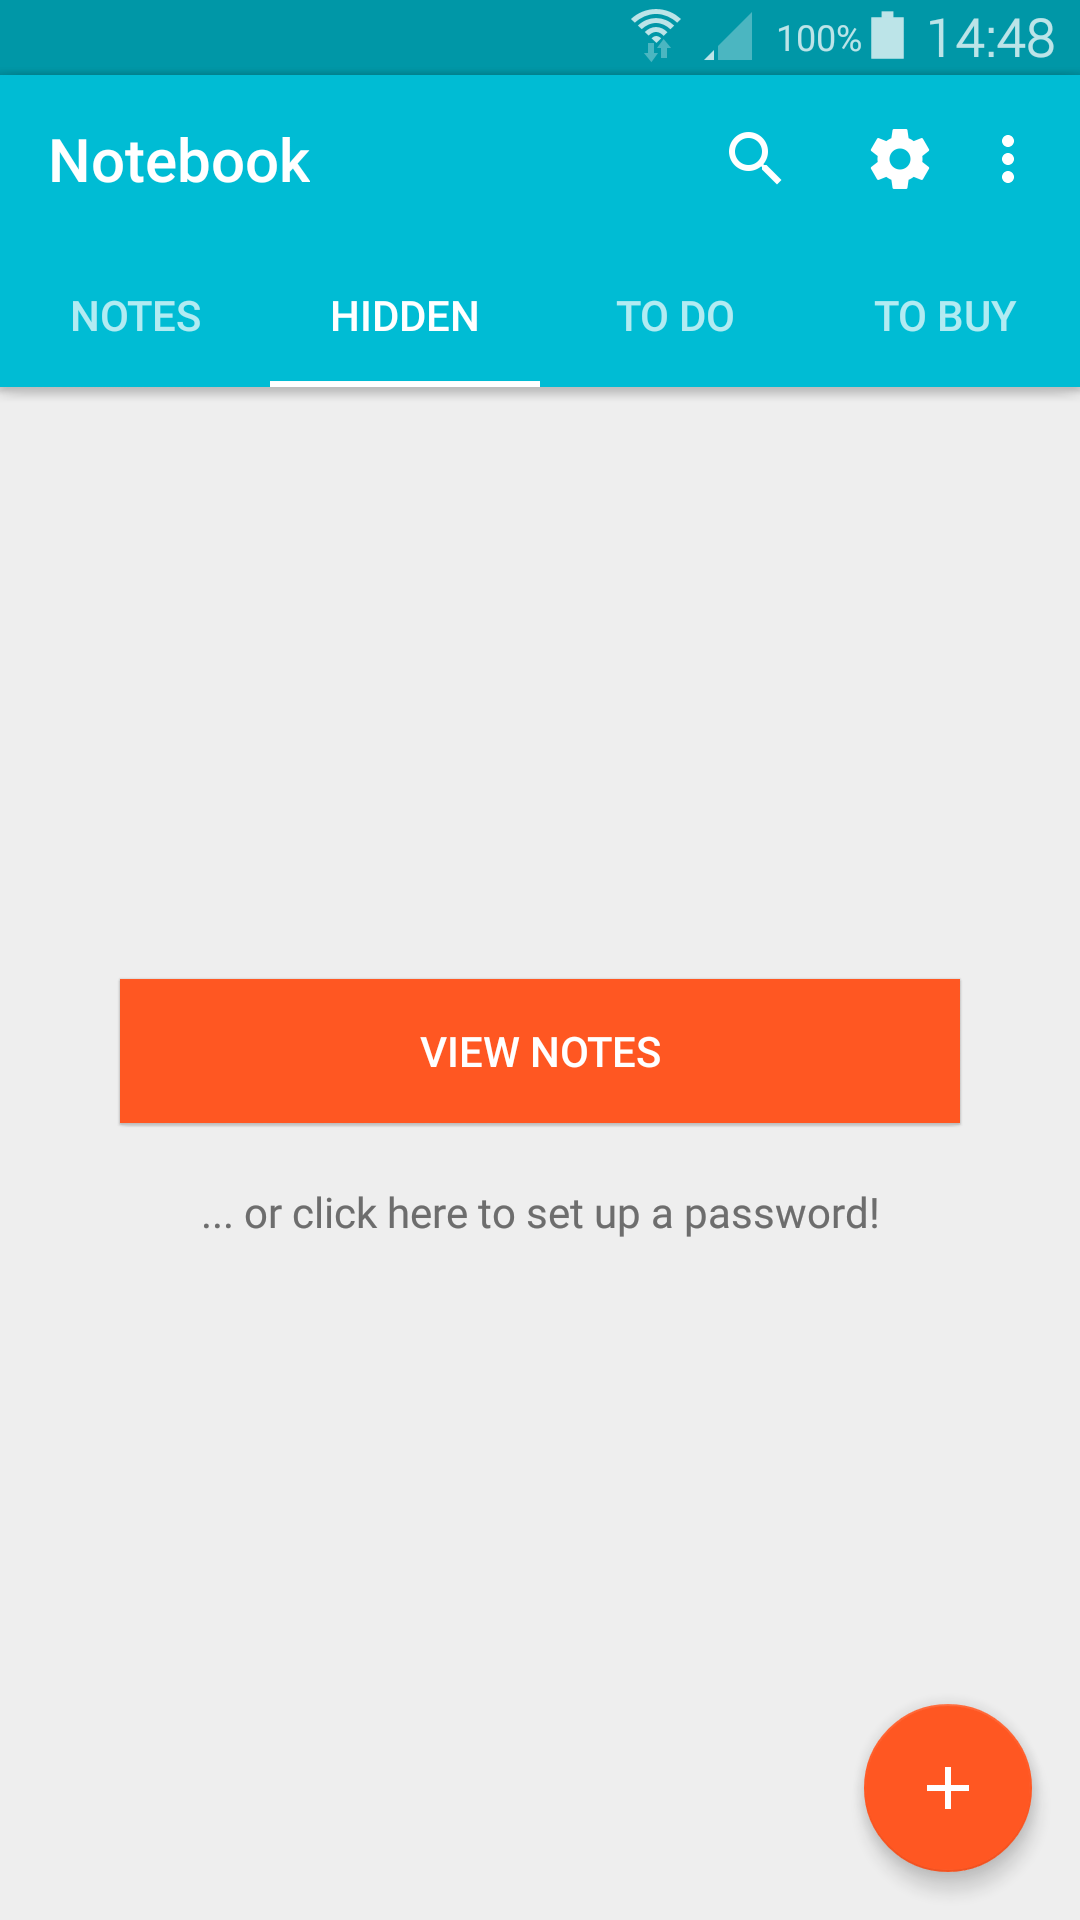 100% 14:48
Notebook
NOTES HIDDEN TO DO TO BUY
VIEW NOTES
... or click here to set up a password!